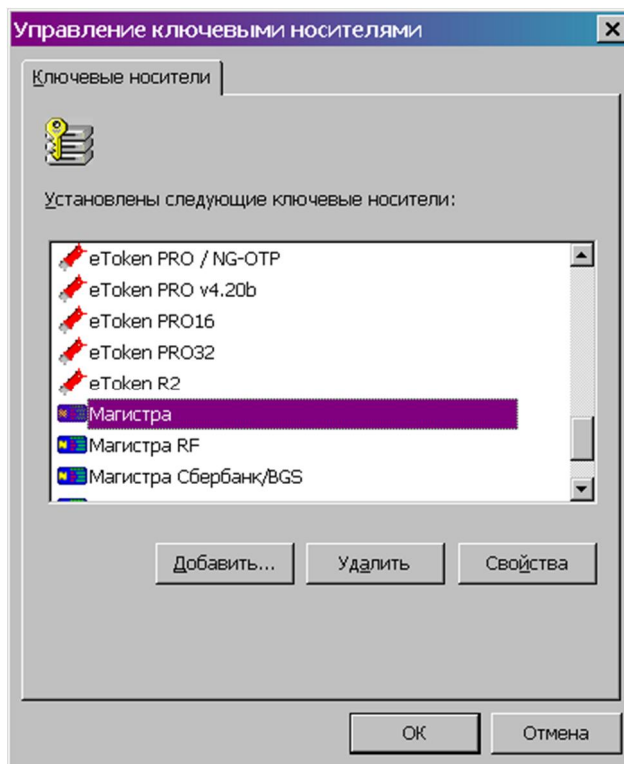 Управление ключевыми носителями
Ключевые носители
Установлены следующие ключевые носители:
eToken PRO / NG-OTP
eToken PRO v4.20b
eToken PRO16
eToken PRO32
eToken R2
Магистра
Магистра RF
Магистра Сбербанк/BGS
Добавить... Удалить Свойства
ОК Отмена